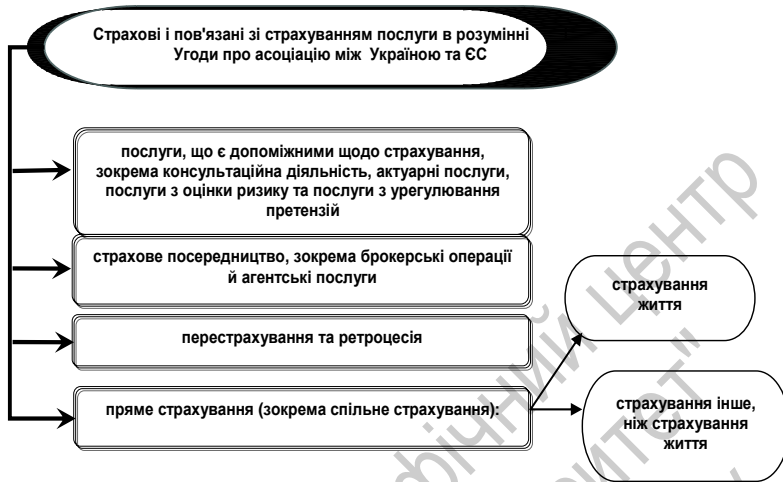 Страхові і пов'язані зі страхуванням послуги в розумінні
Угоди про асоціацію між Україною та ЄС
послуги, що є допоміжними щодо страхування,
зокрема консультаційна діяльність, актуарні послуги,
послуги з оцінки ризику та послуги з урегулювання
претензій
страхове посередництво, зокрема брокерські операції
й агентські послуги
перестрахування та ретроцесія
пряме страхування (зокрема спільне страхування):
страхування
життя
страхування інше,
ніж страхування
життя
центр